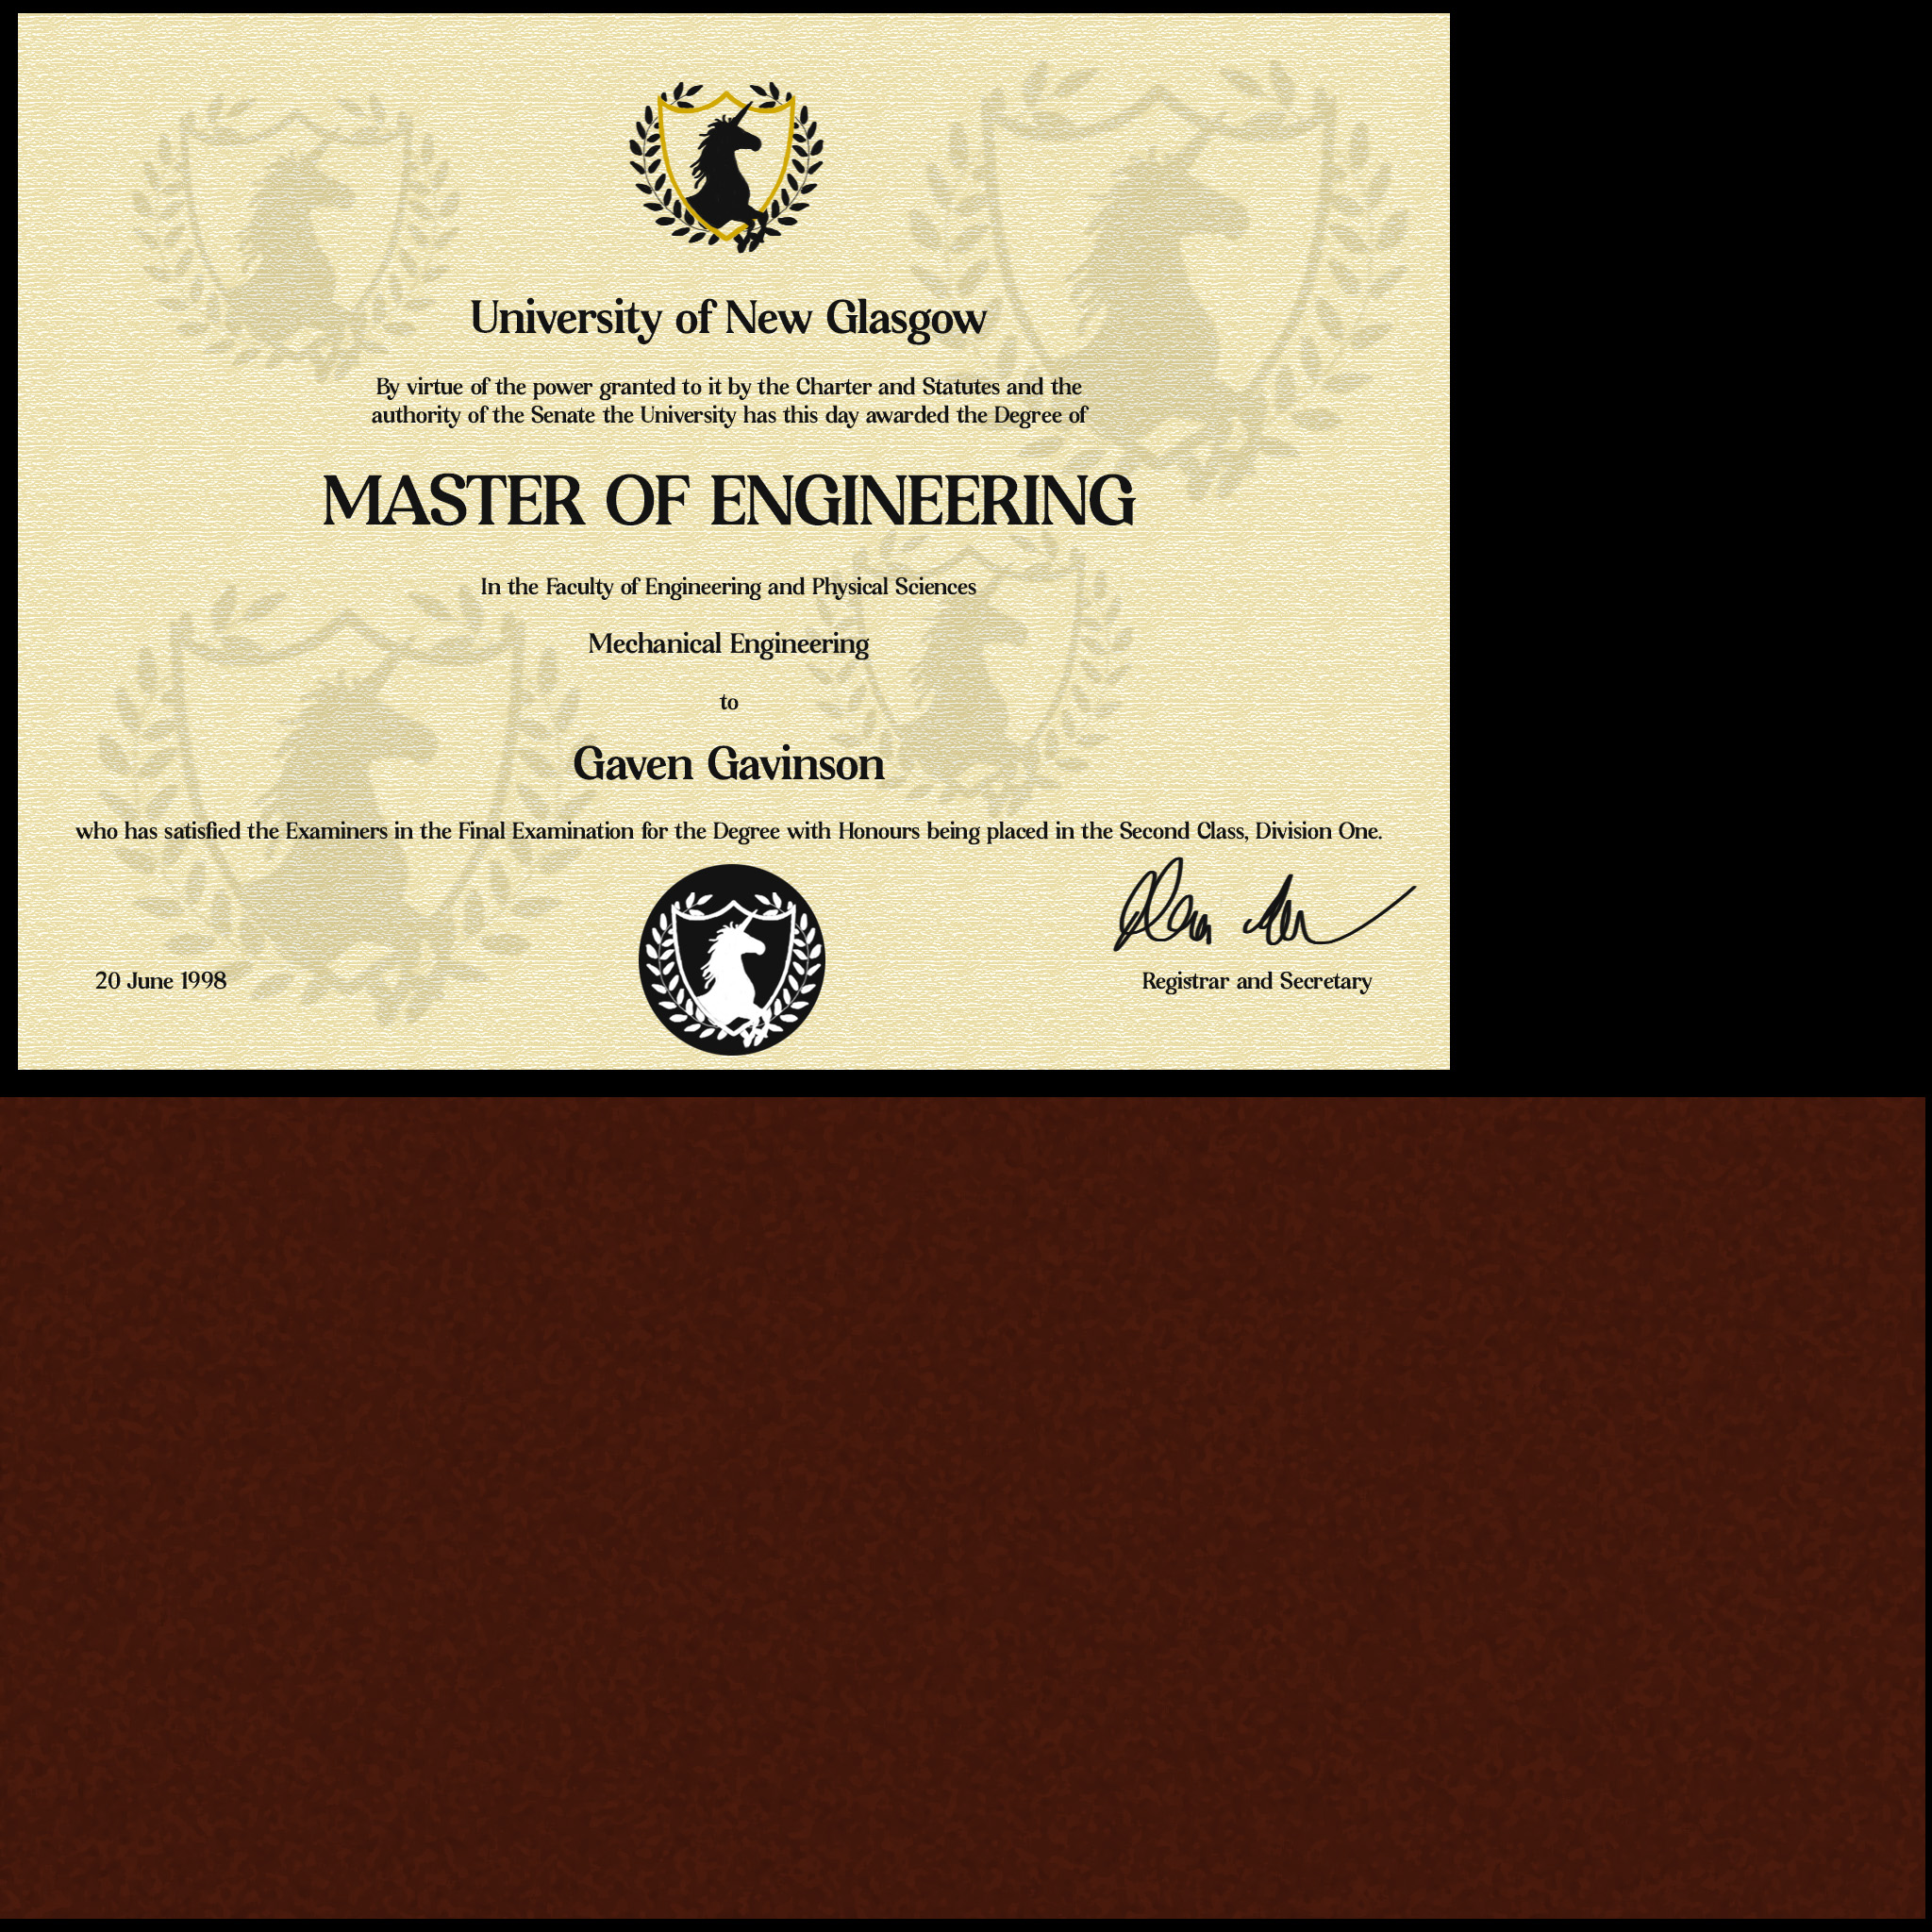 University of New Glasgow
By virtue of the power granted to it by the Charter and Statutes and the
authority of the Senate the University has this day awarded the Degree of
MASTER OF ENGINEERING
In the Faculty of Engineering and Physical Sciences
Mechanical Engineering
to
Gaven Gavinson
who has satisfied the Examiners in the Final Examination for the Degree with Honours being placed in the Second Class, Division One.
20 June 1998
Registrar and Secretary